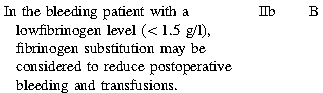 In the bleeding patient with a IIb B
lowfibrinogen level (< 1.5 g/l),
fibrinogen substitution may be
considered to reduce postoperative
bleeding and transfusions.